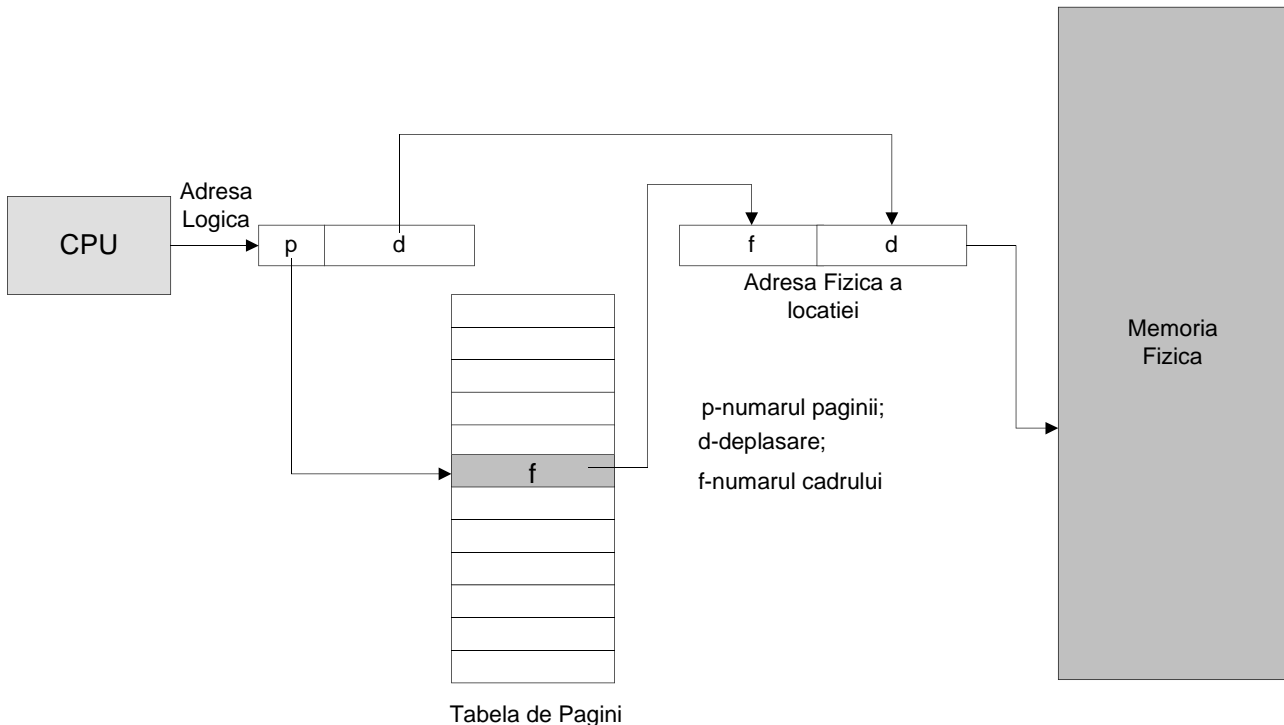 Adresa
Logica
CPU
p
d
f
d
Adresa Fizica a
locatiei
Memoria
Fizica
p-numarul paginii;
d-deplasare;
f-numarul cadrului
f
Tabela de Pagini